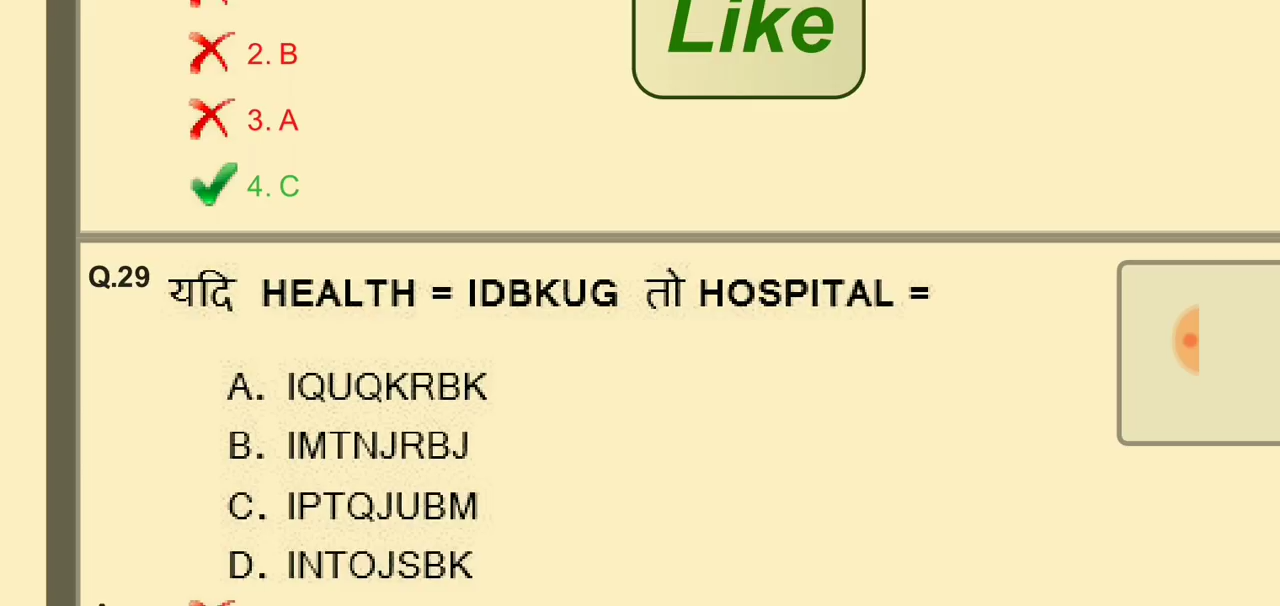 Like
2. B
3. A
4. C
Q.29 यदि HEALTH = IDBKUG तो HOSPITAL =
A. IQUQKRBK
B. IMTNJRBJ
C. IPTQJUBM
D. INTOJSBK